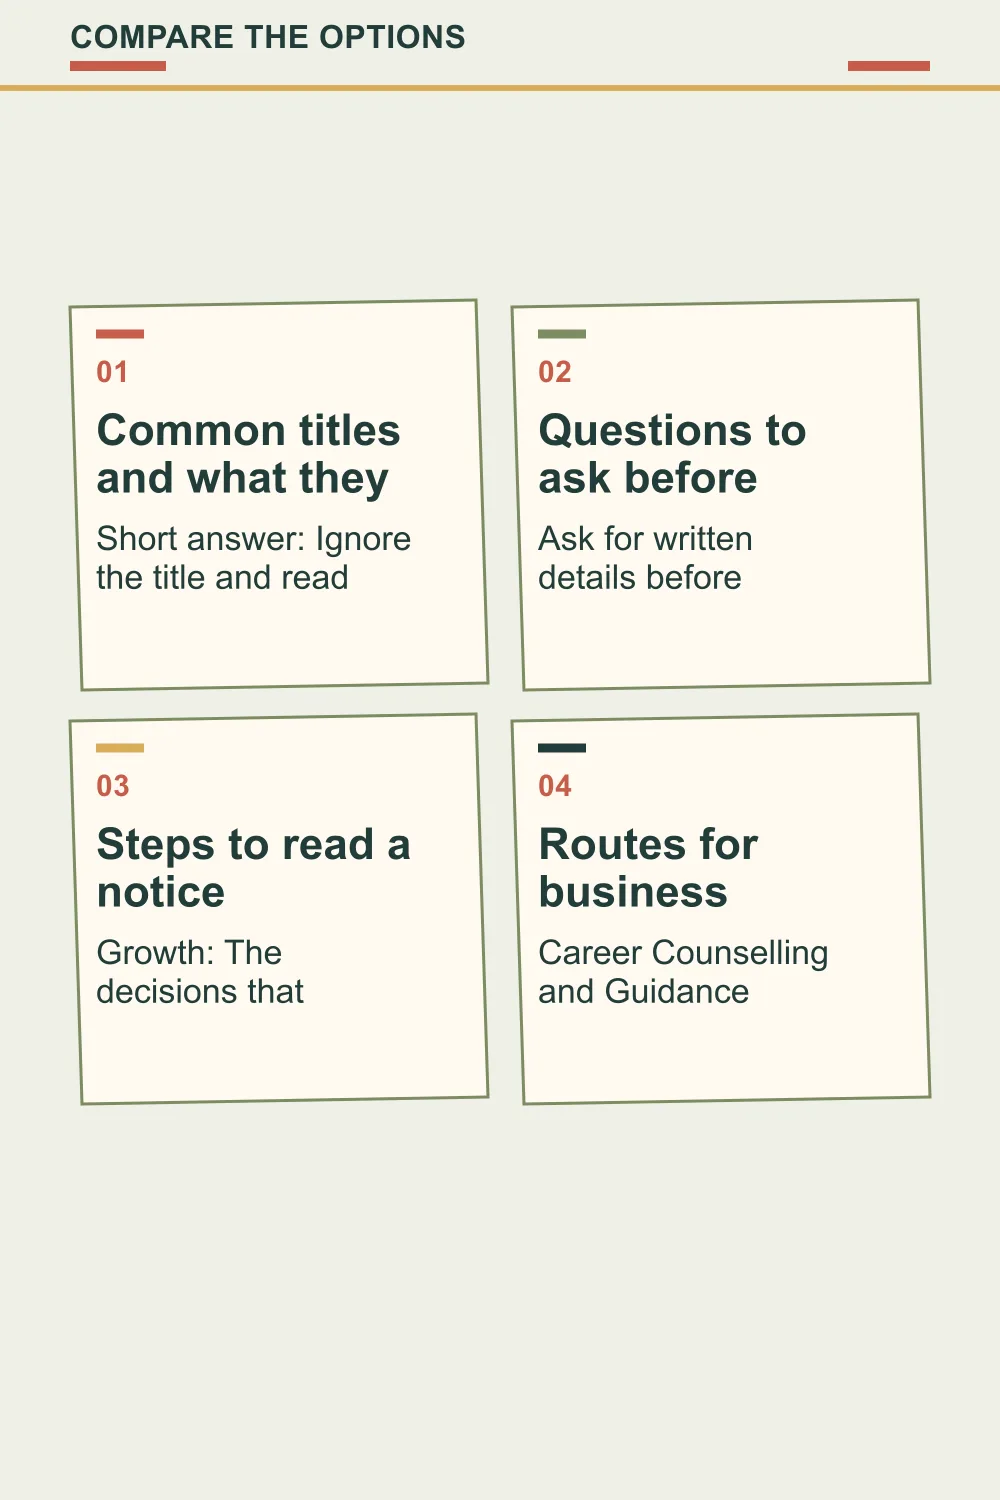 COMPARE THE OPTIONS
01
Common titles
and what they
Short answer: Ignore
the title and read
02
Questions to
ask before
Ask for written
details before
03
Steps to read a
notice
Growth: The
decisions that
04
Routes for
business
Career Counselling
and Guidance